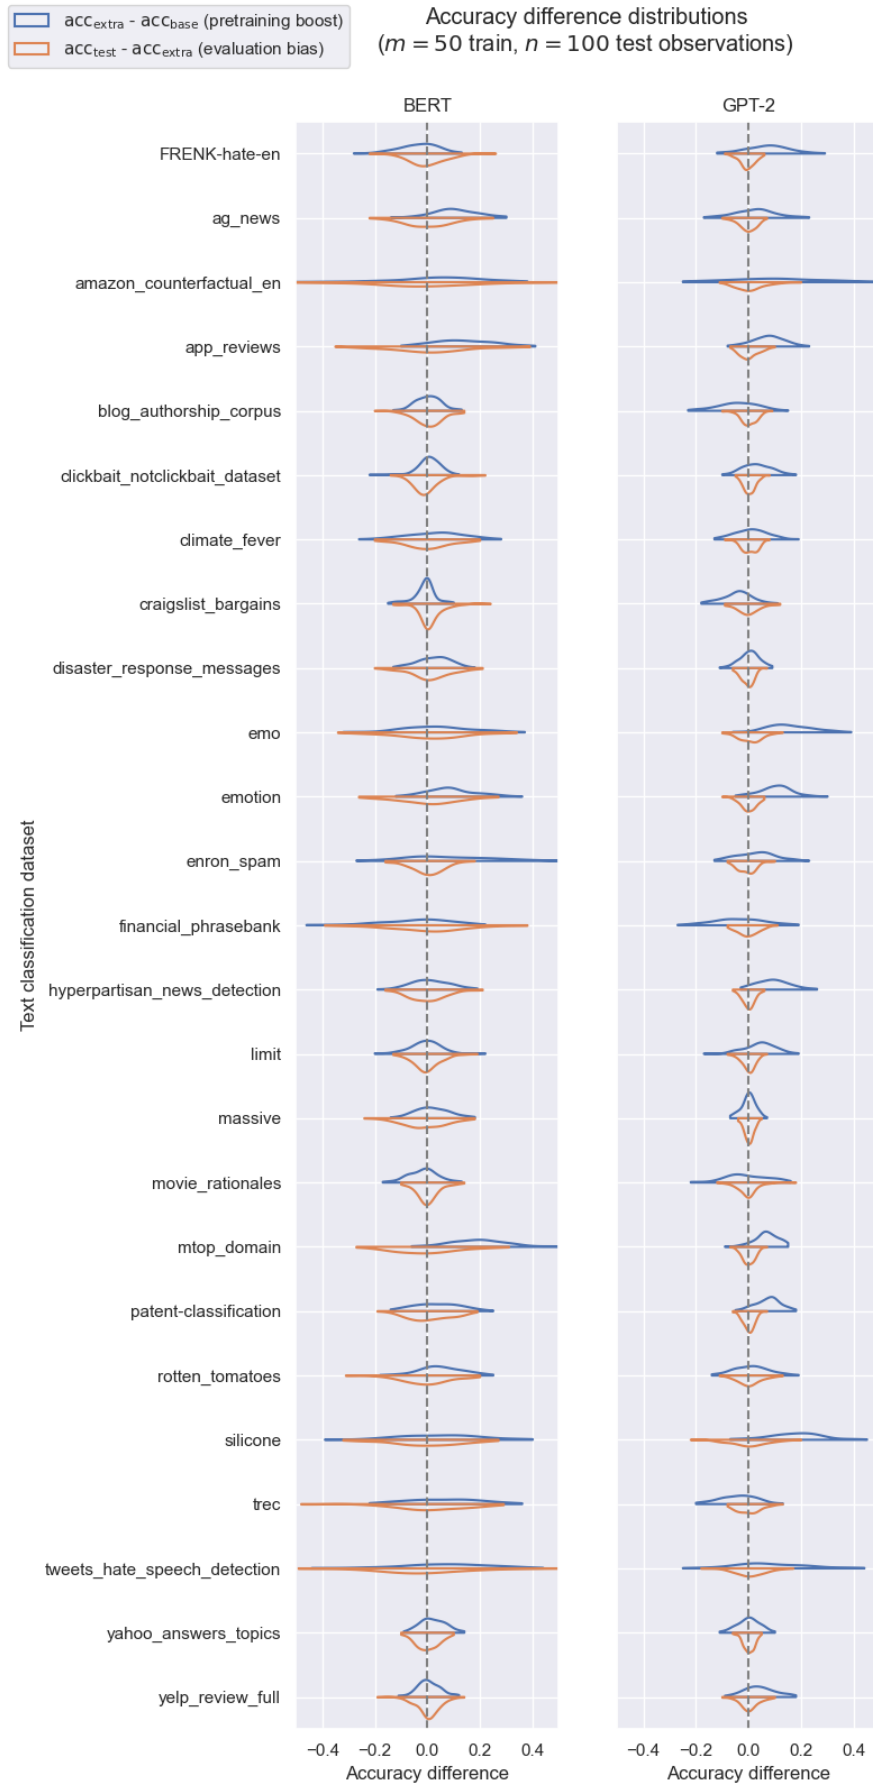 acc_extra - acc_base (pretraining boost)
acc_test - acc_extra (evaluation bias)
Accuracy difference distributions
(m = 50 train, n = 100 test observations)
BERT
GPT-2
Text classification dataset
FRENK-hate-en
ag_news
amazon_counterfactual_en
app_reviews
blog_authorship_corpus
clickbait_notclickbait_dataset
climate_fever
craigslist_bargains
disaster_response_messages
emo
emotion
enron_spam
financial_phrasebank
hyperpartisan_news_detection
limit
massive
movie_rationales
mtop_domain
patent-classification
rotten_tomatoes
silicone
trec
tweets_hate_speech_detection
yahoo_answers_topics
yelp_review_full
−0.4 −0.2 0.0 0.2 0.4
Accuracy difference
−0.4 −0.2 0.0 0.2 0.4
Accuracy difference